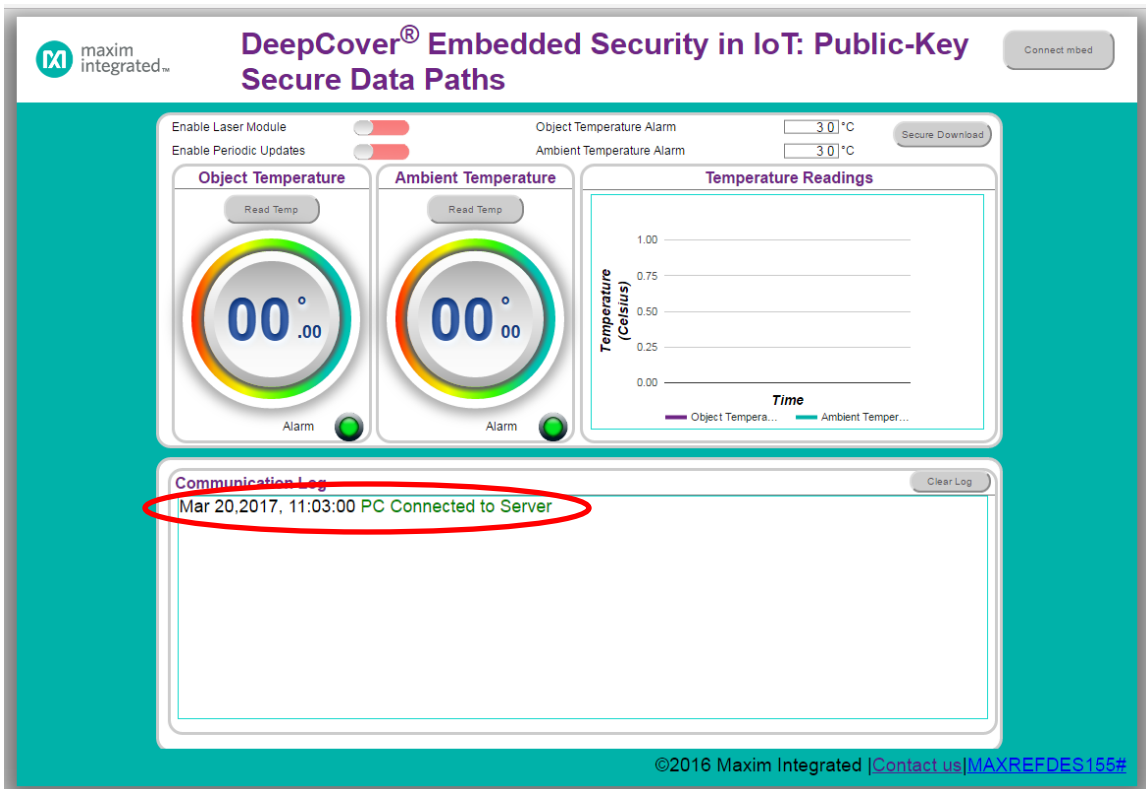 maxim
integrated™
DeepCover® Embedded Security in IoT: Public-Key
Secure Data Paths
Connect mbed
Enable Laser Module
Object Temperature Alarm
30 °C
Secure Download
Enable Periodic Updates
Ambient Temperature Alarm
30 °C
Object Temperature
Read Temp
00°.00
Alarm
Ambient Temperature
Read Temp
00°00
Alarm
Temperature Readings
Temperature
(Celsius)
1.00
0.75
0.50
0.25
0.00
Time
Object Tempera...
Ambient Temper...
Communication Log
Clear Log
Mar 20,2017, 11:03:00 PC Connected to Server
©2016 Maxim Integrated |Contact us|MAXREFDES155#